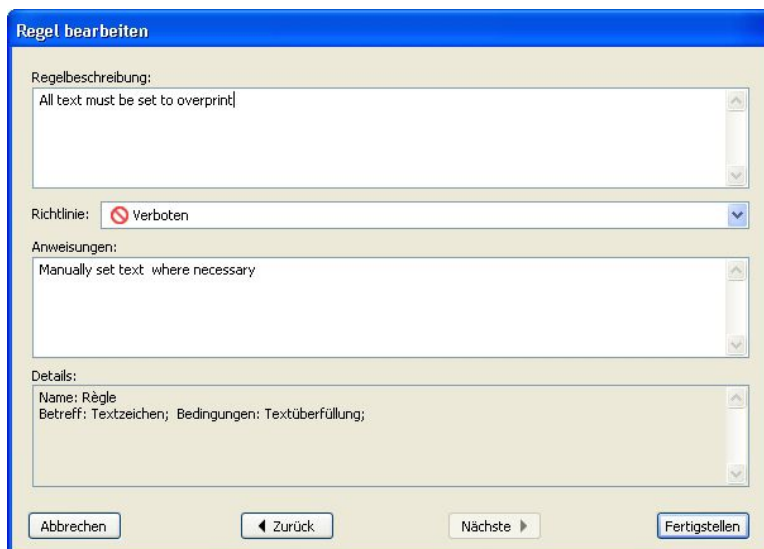 Regel bearbeiten
Regelbeschreibung:
All text must be set to overprint
Richtlinie: Verboten
Anweisungen:
Manually set text  where necessary
Details:
Name: Règle
Betreff: Textzeichen;  Bedingungen: Textüberfüllung;
Abbrechen Zurück Nächste Fertigstellen